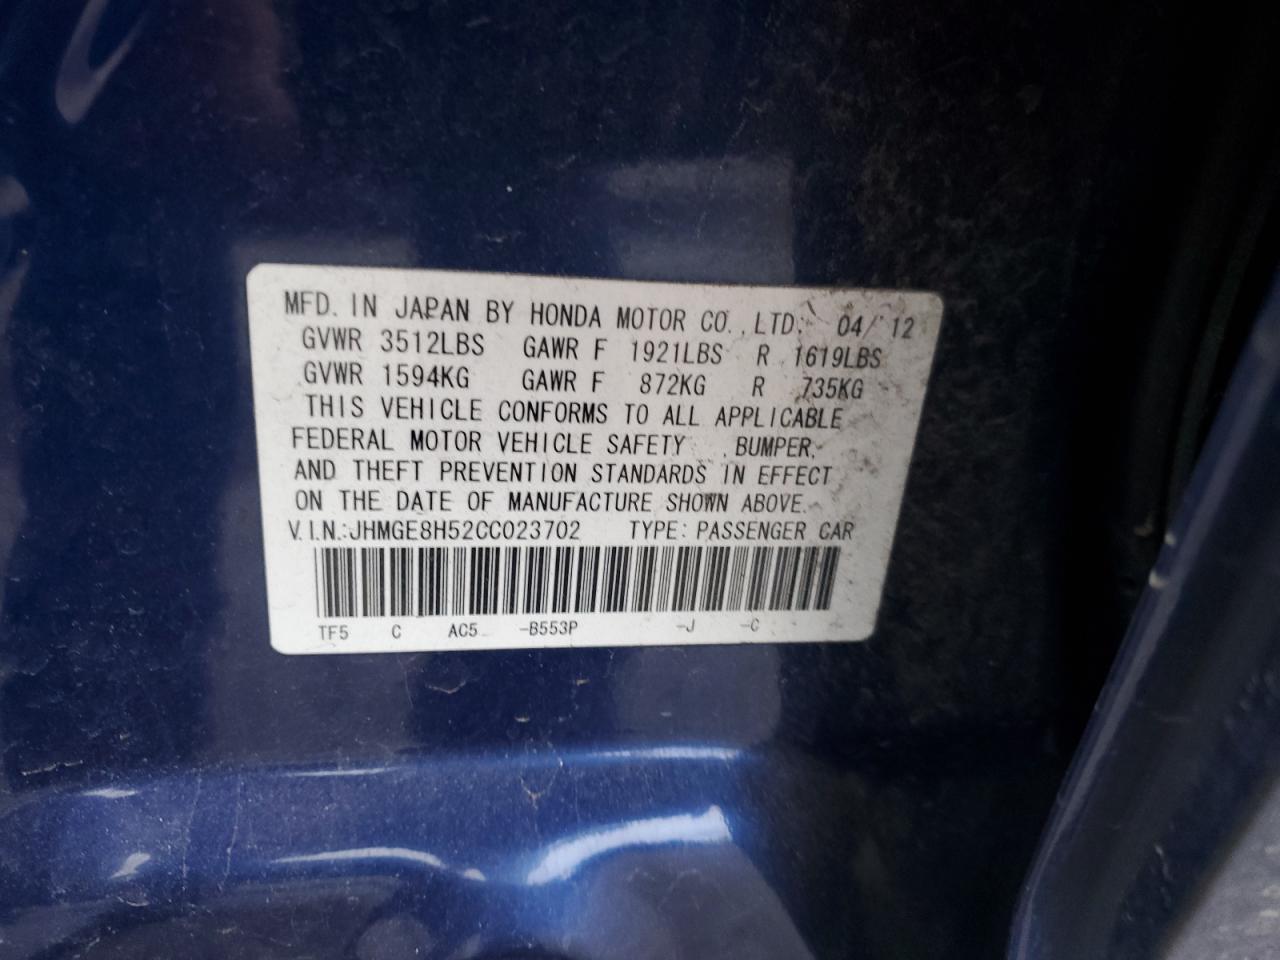 MFD. IN JAPAN BY HONDA MOTOR CO., LTD. 04/ 12
GVWR 3512LBS GAWR F 1921LBS R 1619LBS
GVWR 1594KG GAWR F 872KG R 735KG
THIS VEHICLE CONFORMS TO ALL APPLICABLE
FEDERAL MOTOR VEHICLE SAFETY , BUMPER,
AND THEFT PREVENTION STANDARDS IN EFFECT
ON THE DATE OF MANUFACTURE SHOWN ABOVE.
V.I.N.:JHMGE8H52CC023702 TYPE: PASSENGER CAR
TF5 C AC5 -B553P -J -C